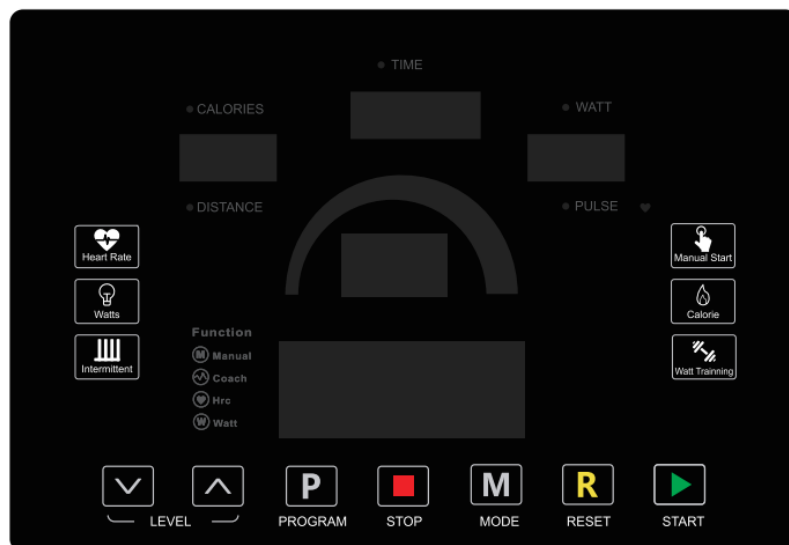 TIME
CALORIES
WATT
DISTANCE
PULSE
Heart Rate
Manual Start
Watts
Calorie
Intermittent
Watt Trainning
Function
M Manual
Coach
Hrc
W Watt
P
M
R
LEVEL
PROGRAM
STOP
MODE
RESET
START